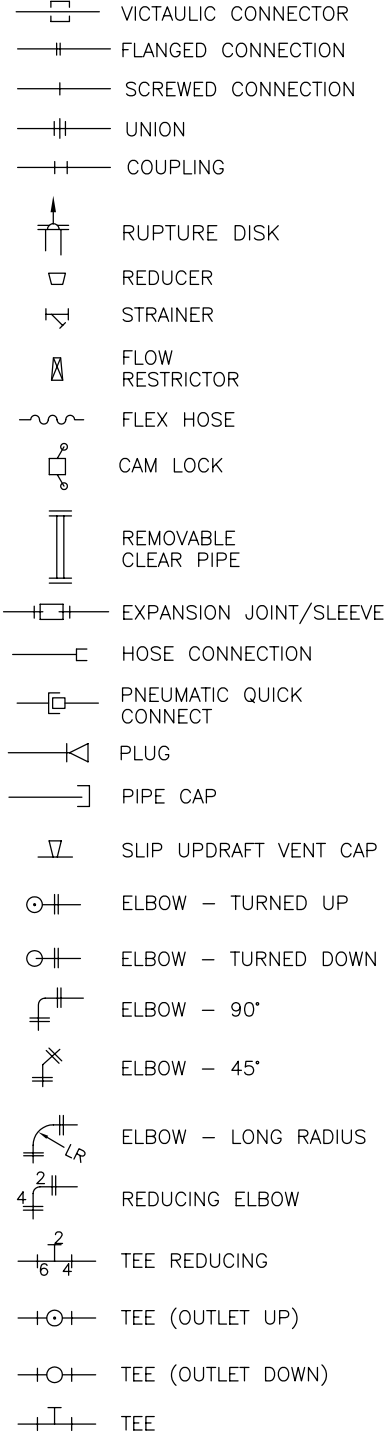 VICTAULIC CONNECTOR
FLANGED CONNECTION
SCREWED CONNECTION
UNION
COUPLING
RUPTURE DISK
REDUCER
STRAINER
FLOW
RESTRICTOR
FLEX HOSE
CAM LOCK
REMOVABLE
CLEAR PIPE
EXPANSION JOINT/SLEEVE
HOSE CONNECTION
PNEUMATIC QUICK
CONNECT
PLUG
PIPE CAP
SLIP UPDRAFT VENT CAP
ELBOW – TURNED UP
ELBOW – TURNED DOWN
ELBOW – 90°
ELBOW – 45°
LR
ELBOW – LONG RADIUS
2
4
REDUCING ELBOW
2
6 4
TEE REDUCING
TEE (OUTLET UP)
TEE (OUTLET DOWN)
TEE